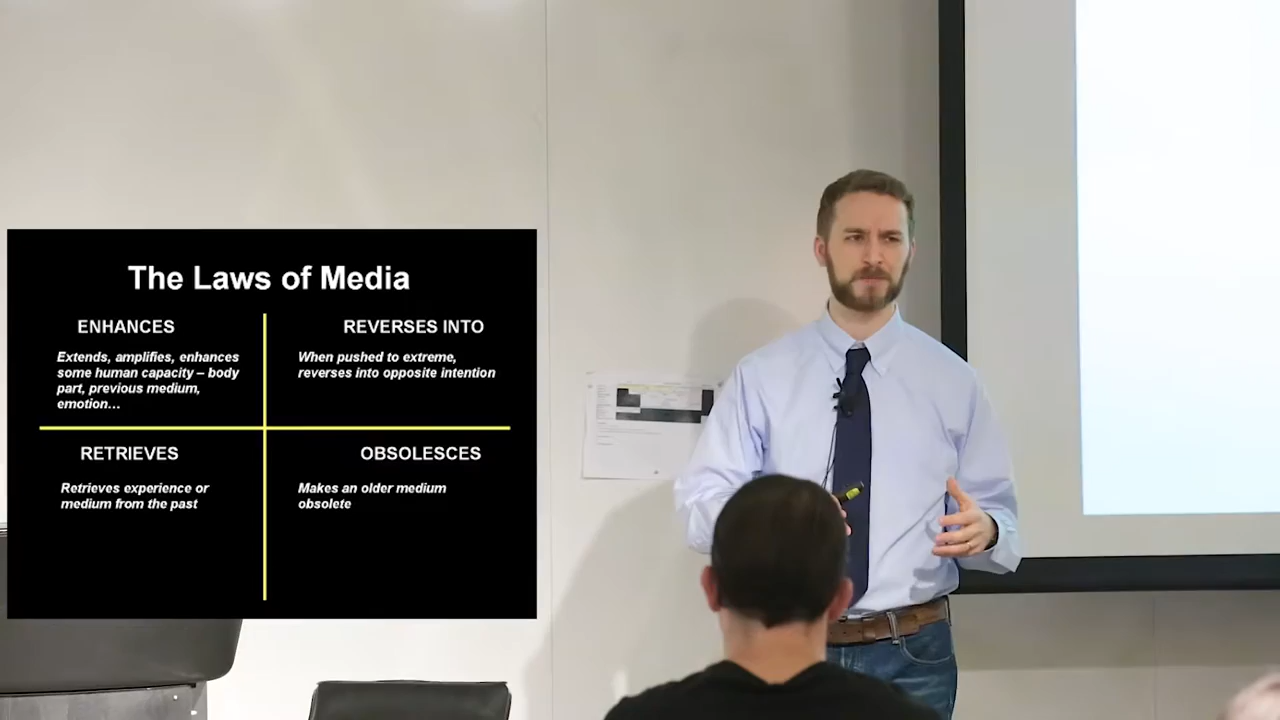 The Laws of Media
ENHANCES
Extends, amplifies, enhances
some human capacity – body
part, previous medium,
emotion…
REVERSES INTO
When pushed to extreme,
reverses into opposite intention
RETRIEVES
Retrieves experience or
medium from the past
OBSOLESCES
Makes an older medium
obsolete